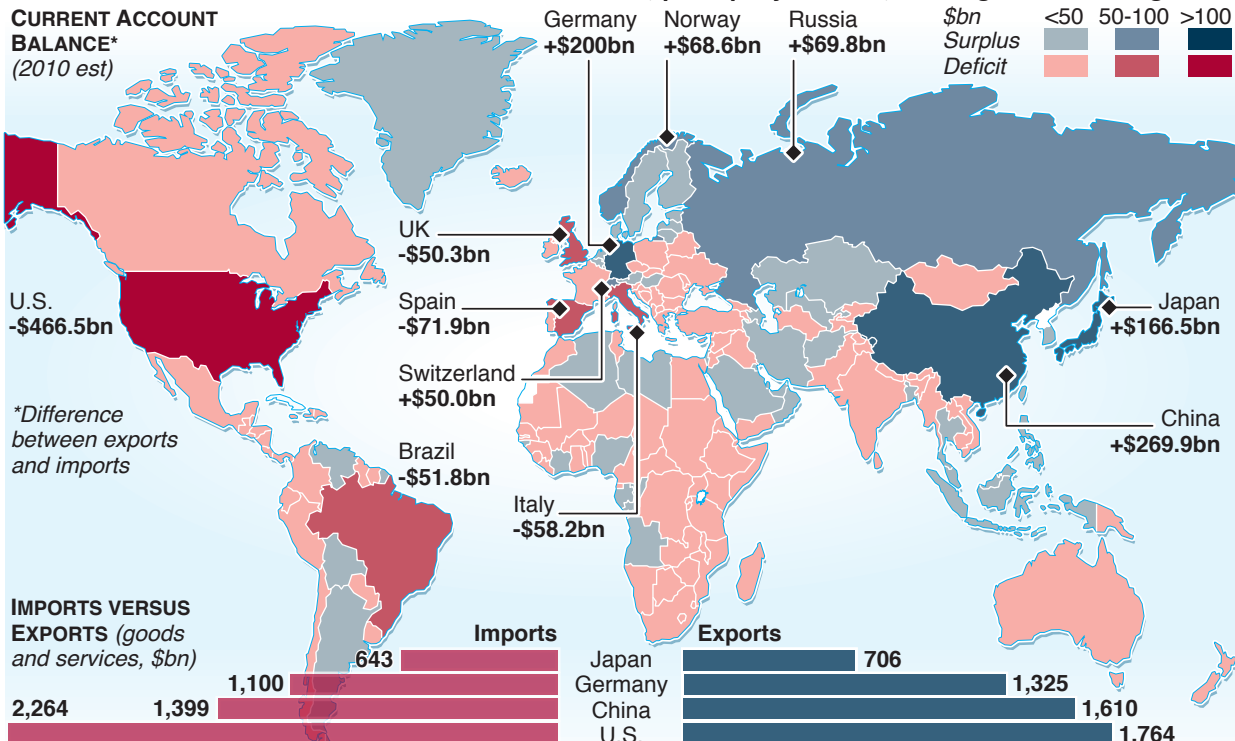 CURRENT ACCOUNT
BALANCE*
(2010 est)
Germany
+$200bn
Norway
+$68.6bn
Russia
+$69.8bn
$bn <50 50-100 >100
Surplus
Deficit
UK
-$50.3bn
U.S.
-$466.5bn
Spain
-$71.9bn
Japan
+$166.5bn
Switzerland
+$50.0bn
*Difference
between exports
and imports
China
+$269.9bn
Brazil
-$51.8bn
Italy
-$58.2bn
IMPORTS VERSUS
EXPORTS (goods
and services, $bn)
Imports Exports
643 Japan 706
1,100 Germany 1,325
2,264 1,399 China 1,610
U.S. 1,764